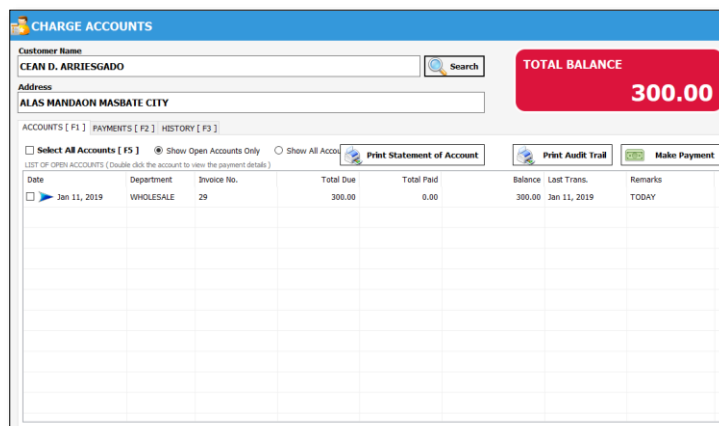 CHARGE ACCOUNTS
Customer Name
CEAN D. ARRIESGADO
Search
TOTAL BALANCE
300.00
Address
ALAS MANDAON MASBATE CITY
ACCOUNTS [ F1 ] PAYMENTS [ F2 ] HISTORY [ F3 ]
Select All Accounts [ F5 ] Show Open Accounts Only Show All Accou Print Statement of Account Print Audit Trail Make Payment
LIST OF OPEN ACCOUNTS ( Double click the account to view the payment details )
Date Department Invoice No. Total Due Total Paid Balance Last Trans. Remarks
Jan 11, 2019 WHOLESALE 29 300.00 0.00 300.00 Jan 11, 2019 TODAY